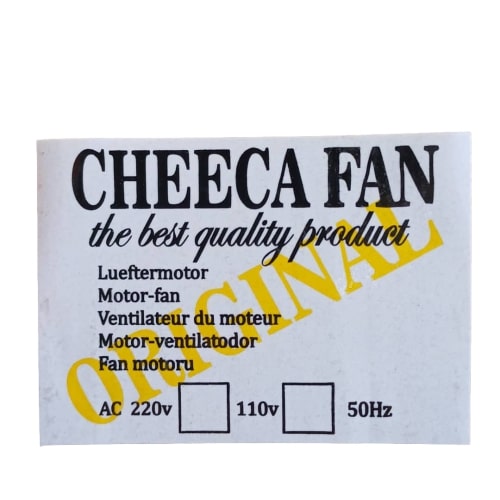 CHEECA FAN
the best quality product
Lueftermotor
Motor-fan
Ventilateur du moteur
Motor-ventilatodor
Fan motoru
ORIGINAL
AC 220v 110v 50Hz